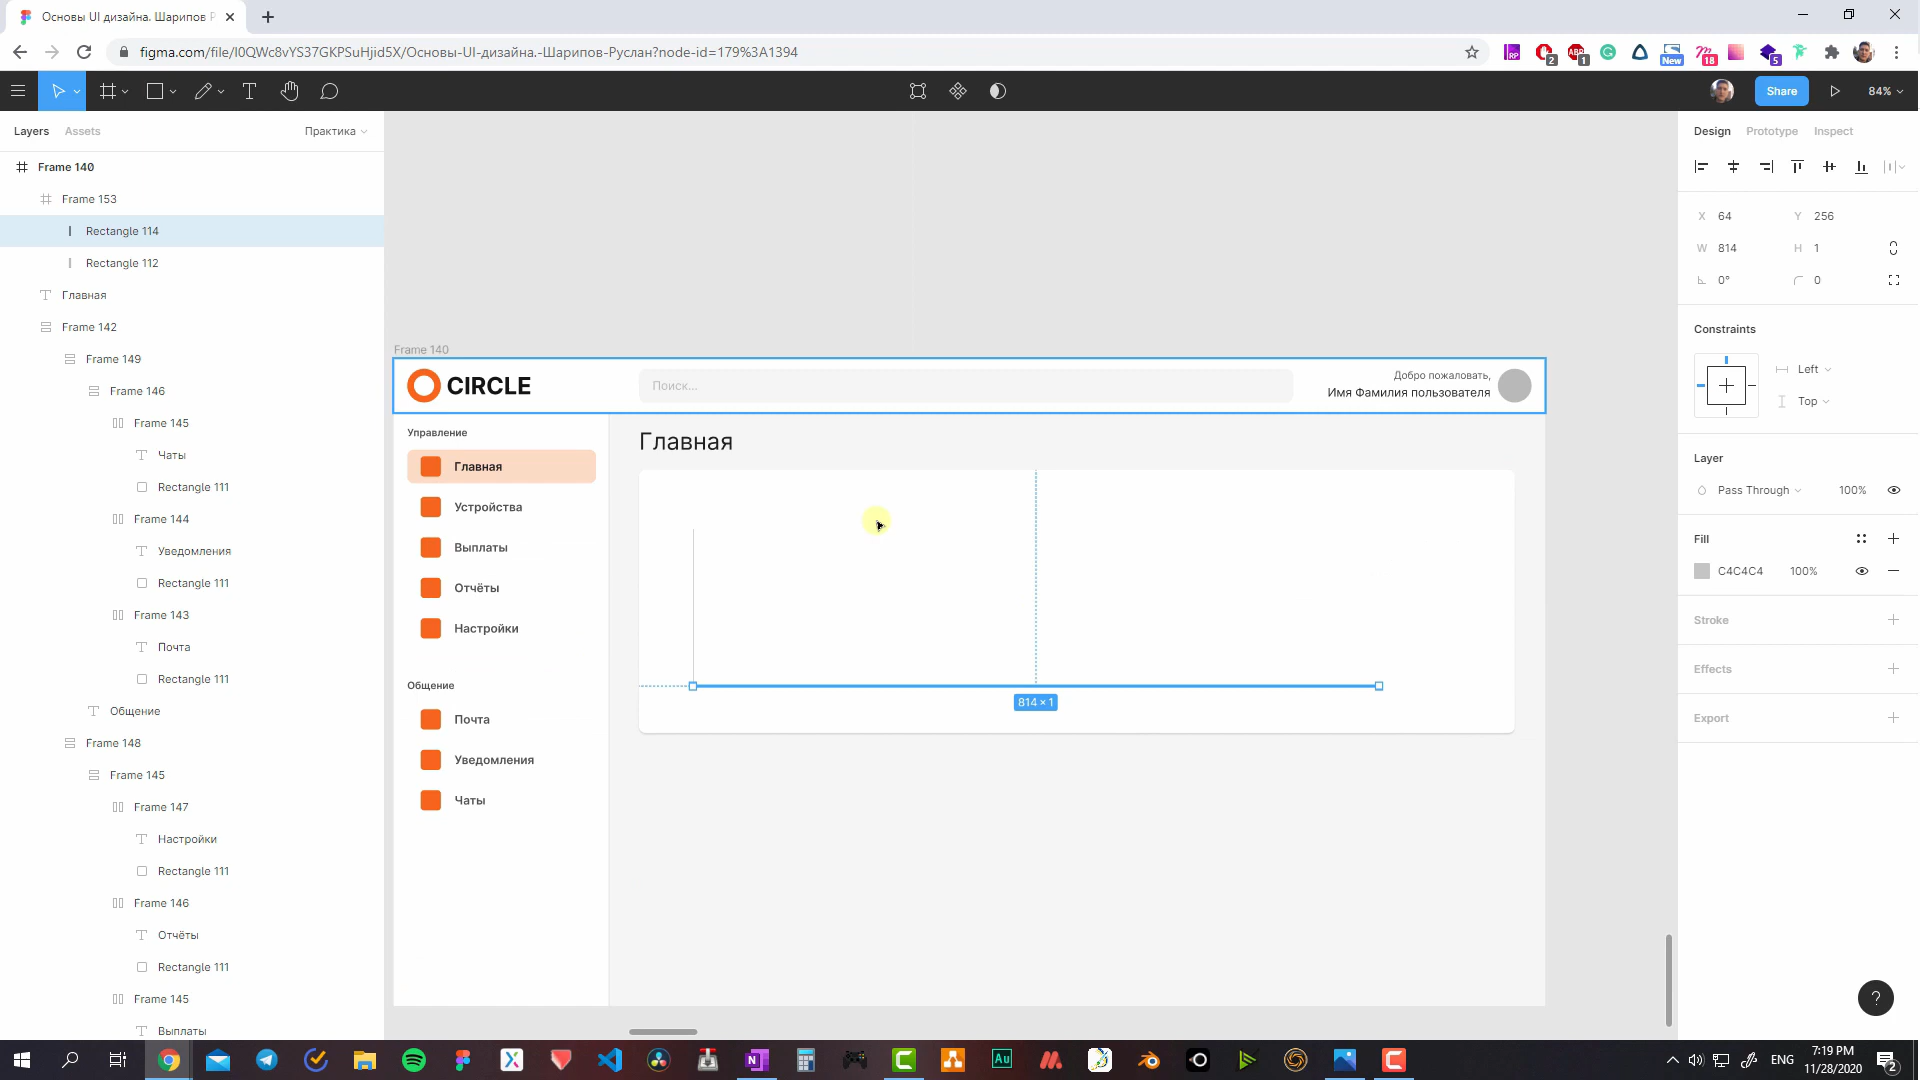 Основы UI дизайна. Шарипов Р
figma.com/file/I0QWc8vYS37GKPSuHjid5X/Основы-UI-дизайна.-Шарипов-Руслан?node-id=179%3A1394
2
1
New
18
5
Share
84%
Layers
Assets
Практика
Frame 140
Frame 153
Rectangle 114
Rectangle 112
Главная
Frame 142
Frame 149
Frame 146
Frame 145
Чаты
Rectangle 111
Frame 144
Уведомления
Rectangle 111
Frame 143
Почта
Rectangle 111
Общение
Frame 148
Frame 145
Frame 147
Настройки
Rectangle 111
Frame 146
Отчёты
Rectangle 111
Frame 145
Выплаты
Frame 140
CIRCLE
Поиск...
Добро пожаловать,
Имя Фамилия пользователя
Управление
Главная
Устройства
Выплаты
Отчёты
Настройки
Общение
Почта
Уведомления
Чаты
Главная
814 × 1
Design
Prototype
Inspect
X 64
Y 256
W 814
H 1
0°
0
Constraints
Left
Top
Layer
Pass Through
100%
Fill
C4C4C4
100%
Stroke
Effects
Export
?
ENG
7:19 PM
11/28/2020
2